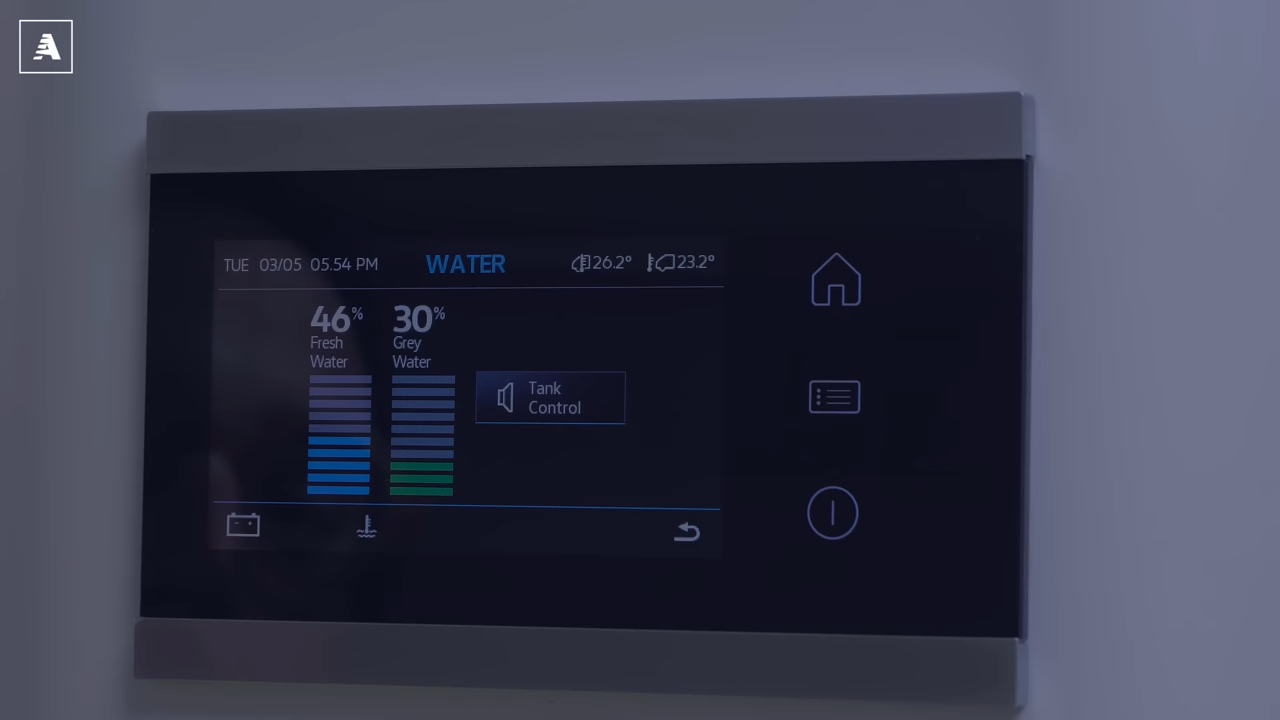 A
TUE 03/05 05.54 PM WATER 26.2° 23.2°
46% 30%
Fresh Grey
Water Water
Tank
Control